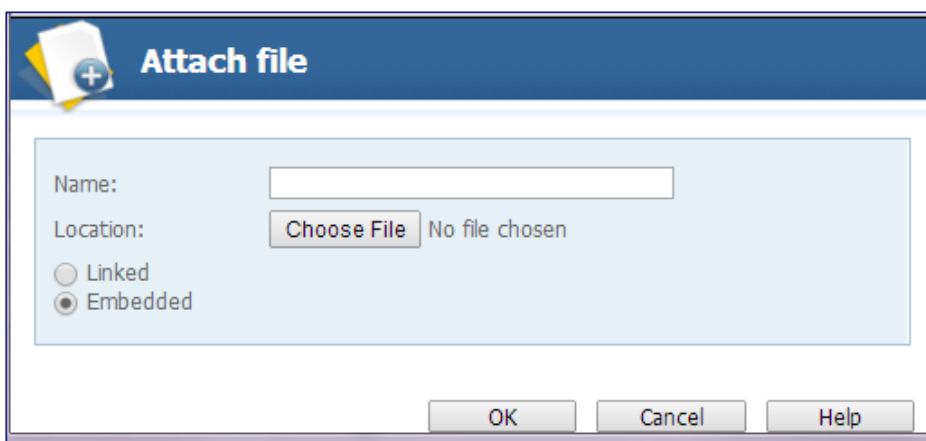 Attach file
Name:
Location: Choose File No file chosen
Linked
Embedded
OK Cancel Help